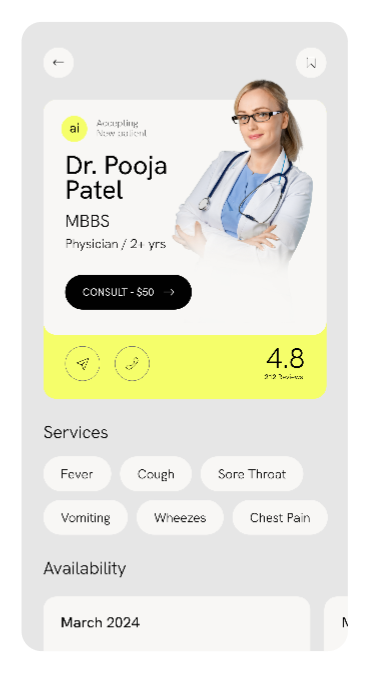 ai
Accepting
New patient
Dr. Pooja
Patel
MBBS
Physician / 2+ yrs
CONSULT - $50 →
4.8
Reviews
Services
Fever
Cough
Sore Throat
Vomiting
Wheezes
Chest Pain
Availability
March 2024